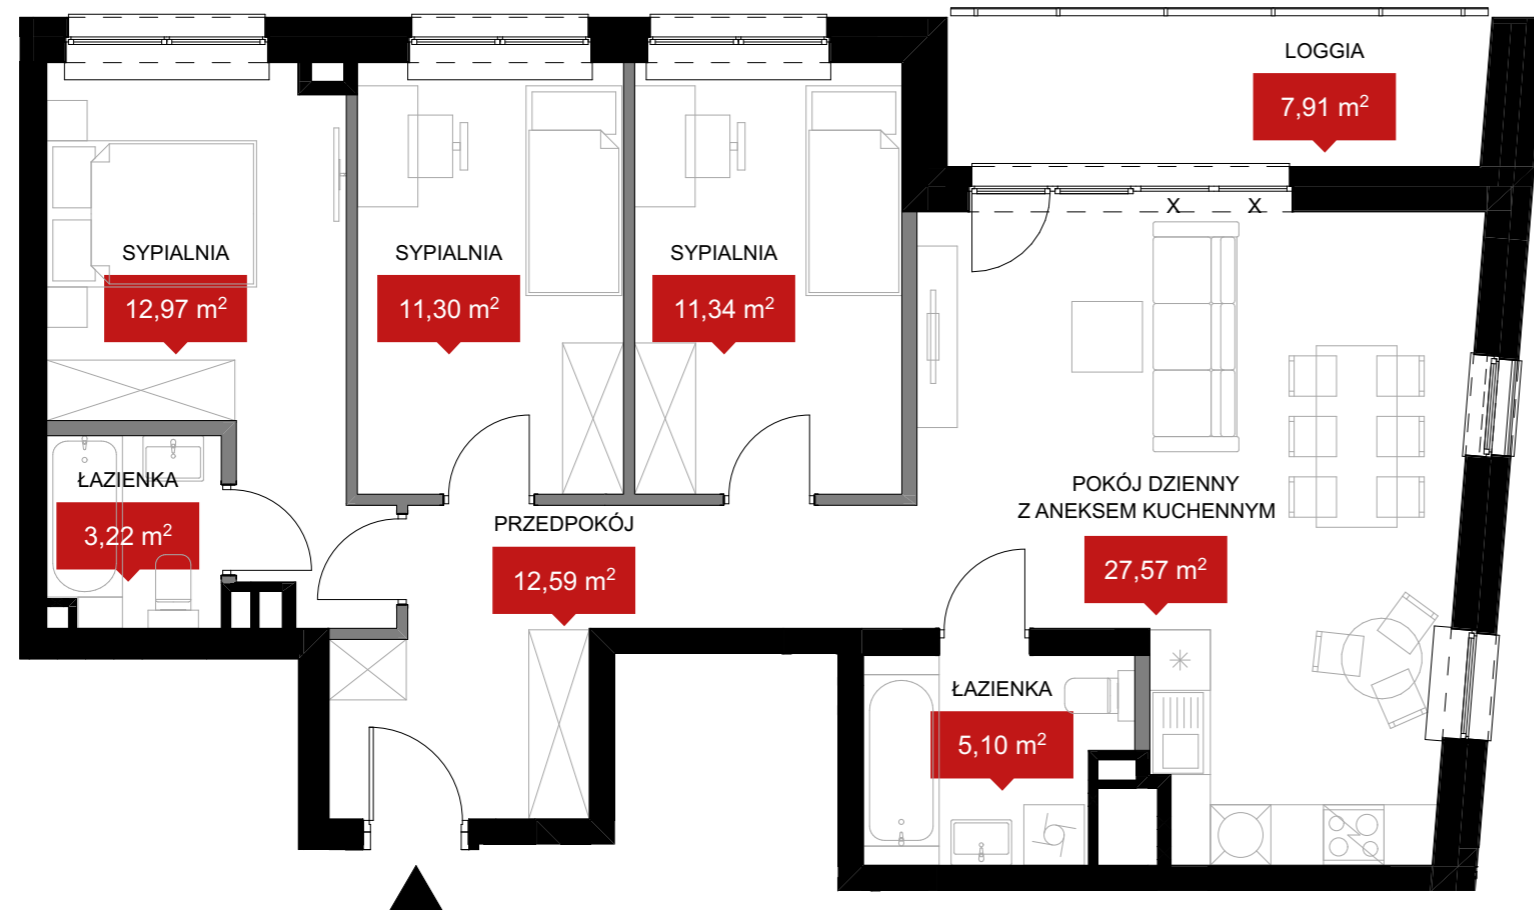 LOGGIA
7,91 m²
SYPIALNIA
12,97 m²
SYPIALNIA
11,30 m²
SYPIALNIA
11,34 m²
X X
ŁAZIENKA
3,22 m²
PRZEDPOKÓJ
12,59 m²
POKÓJ DZIENNY
Z ANEKSEM KUCHENNYM
27,57 m²
ŁAZIENKA
5,10 m²